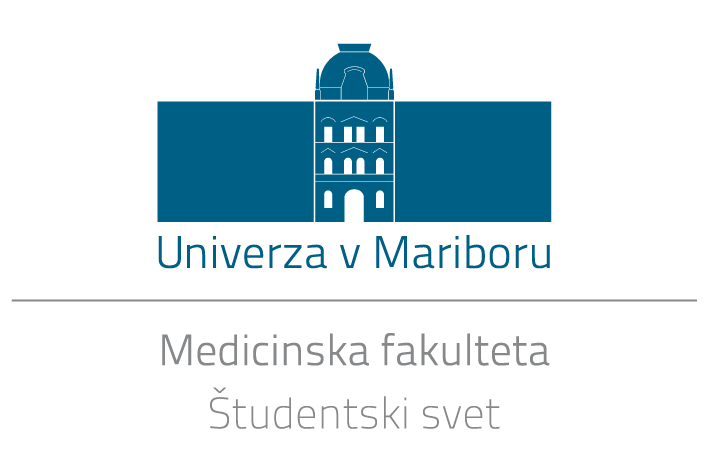 Univerza v Mariboru
Medicinska fakulteta
Študentski svet